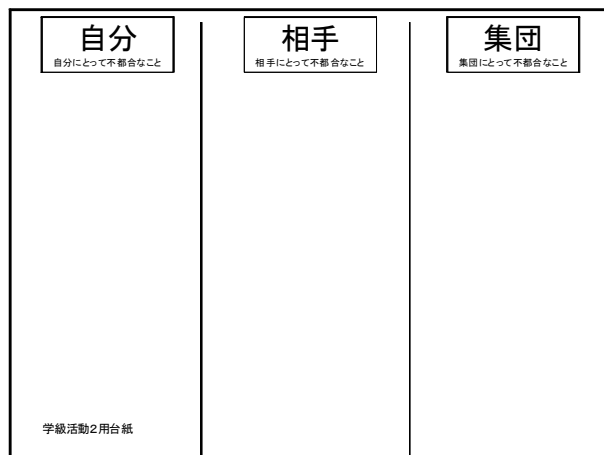 自分
自分にとって不都合なこと
相手
相手にとって不都合なこと
集団
集団にとって不都合なこと
学級活動2用台紙